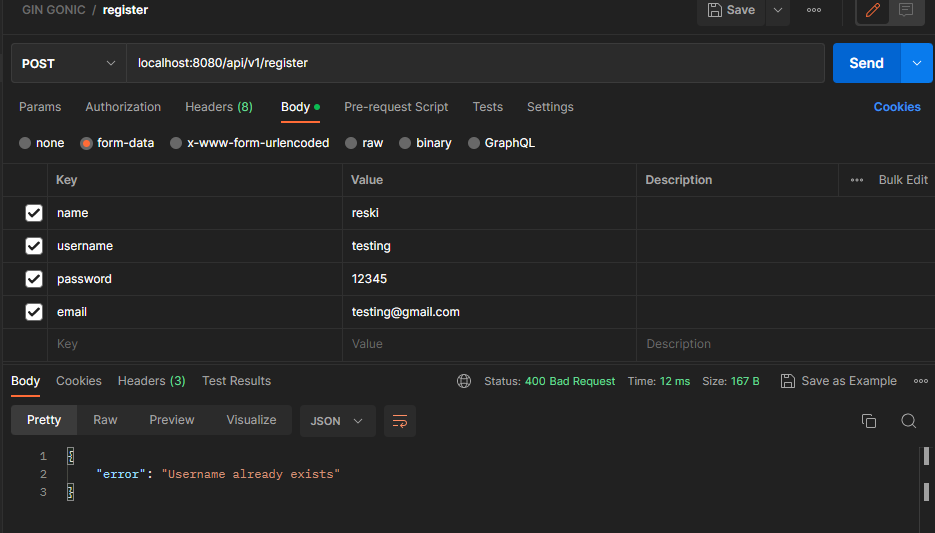 GIN GONIC / register
Save
POST localhost:8080/api/v1/register Send
Params Authorization Headers (8) Body Pre-request Script Tests Settings Cookies
none form-data x-www-form-urlencoded raw binary GraphQL
Key Value Description ••• Bulk Edit
name reski
username testing
password 12345
email testing@gmail.com
Key Value Description
Body Cookies Headers (3) Test Results Status: 400 Bad Request Time: 12 ms Size: 167 B Save as Example
Pretty Raw Preview Visualize JSON
1 {
2 "error": "Username already exists"
3 }